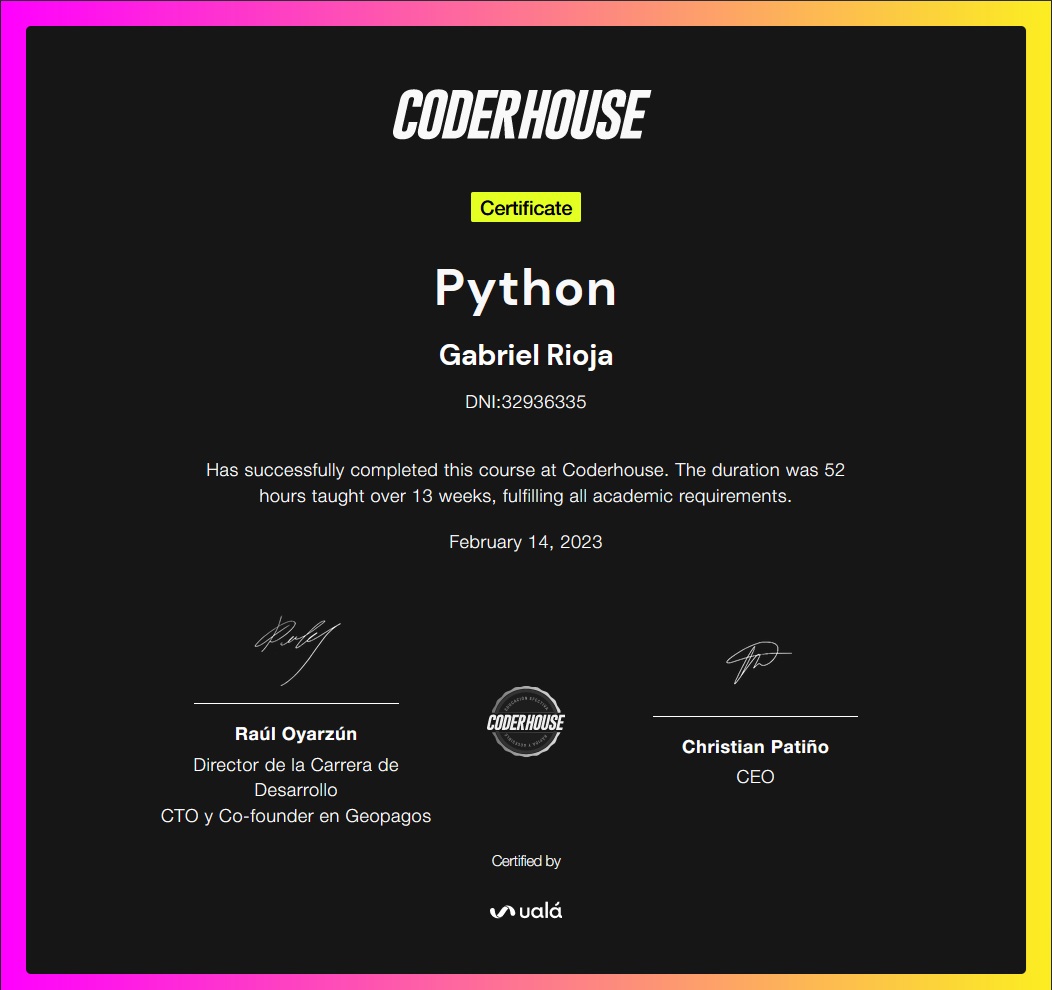 CODERHOUSE
Certificate
Python
Gabriel Rioja
DNI:32936335
Has successfully completed this course at Coderhouse. The duration was 52
hours taught over 13 weeks, fulfilling all academic requirements.
February 14, 2023
Raúl Oyarzún
Director de la Carrera de
Desarrollo
CTO y Co-founder en Geopagos
CODERHOUSE
Christian Patiño
CEO
Certified by
ualá